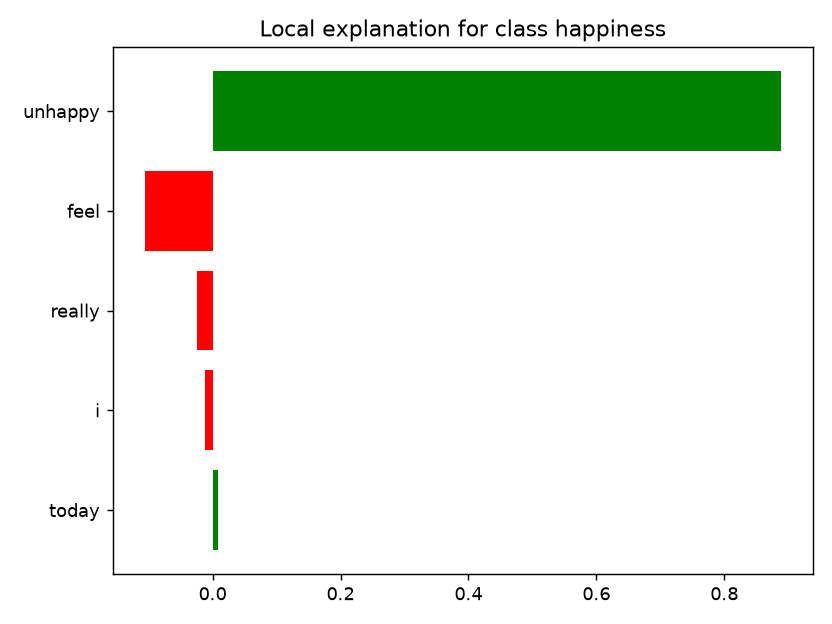 Local explanation for class happiness
unhappy
feel
really
i
today
0.0 0.2 0.4 0.6 0.8